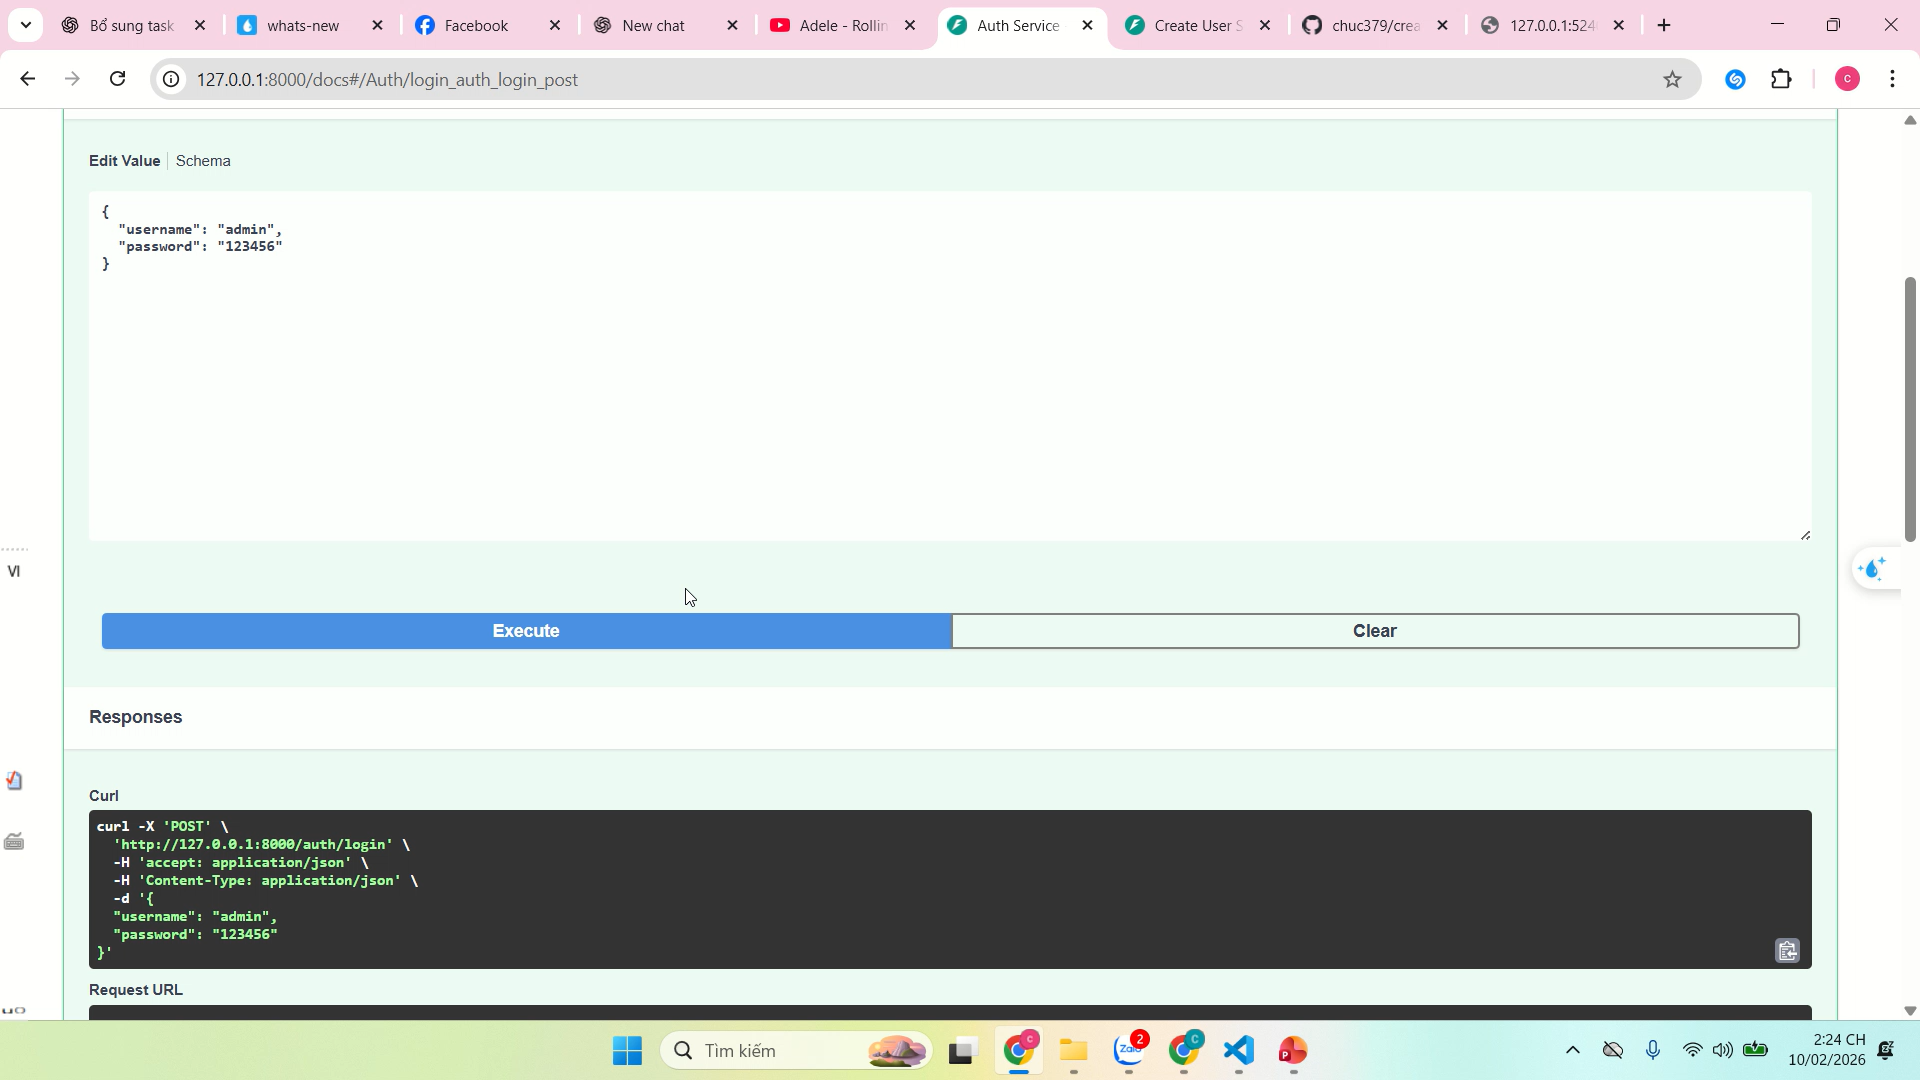 Bổ sung task
whats-new
Facebook
New chat
Adele - Rollin
Auth Service
Create User S
chuc379/crea
127.0.0.1:524
127.0.0.1:8000/docs#/Auth/login_auth_login_post
C
Edit Value Schema
{
"username": "admin",
"password": "123456"
}
VI
Execute
Clear
Responses
Curl
curl -X 'POST' \
'http://127.0.0.1:8000/auth/login' \
-H 'accept: application/json' \
-H 'Content-Type: application/json' \
-d '{
"username": "admin",
"password": "123456"
}'
Request URL
Tìm kiếm
C
Zalo
2
C
P
2:24 CH
10/02/2026